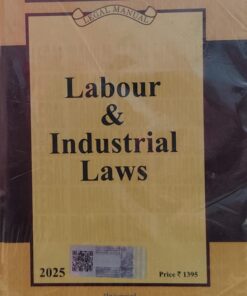 LEGAL MANUAL
Labour
&
Industrial
Laws
2025
Price ₹ 1395